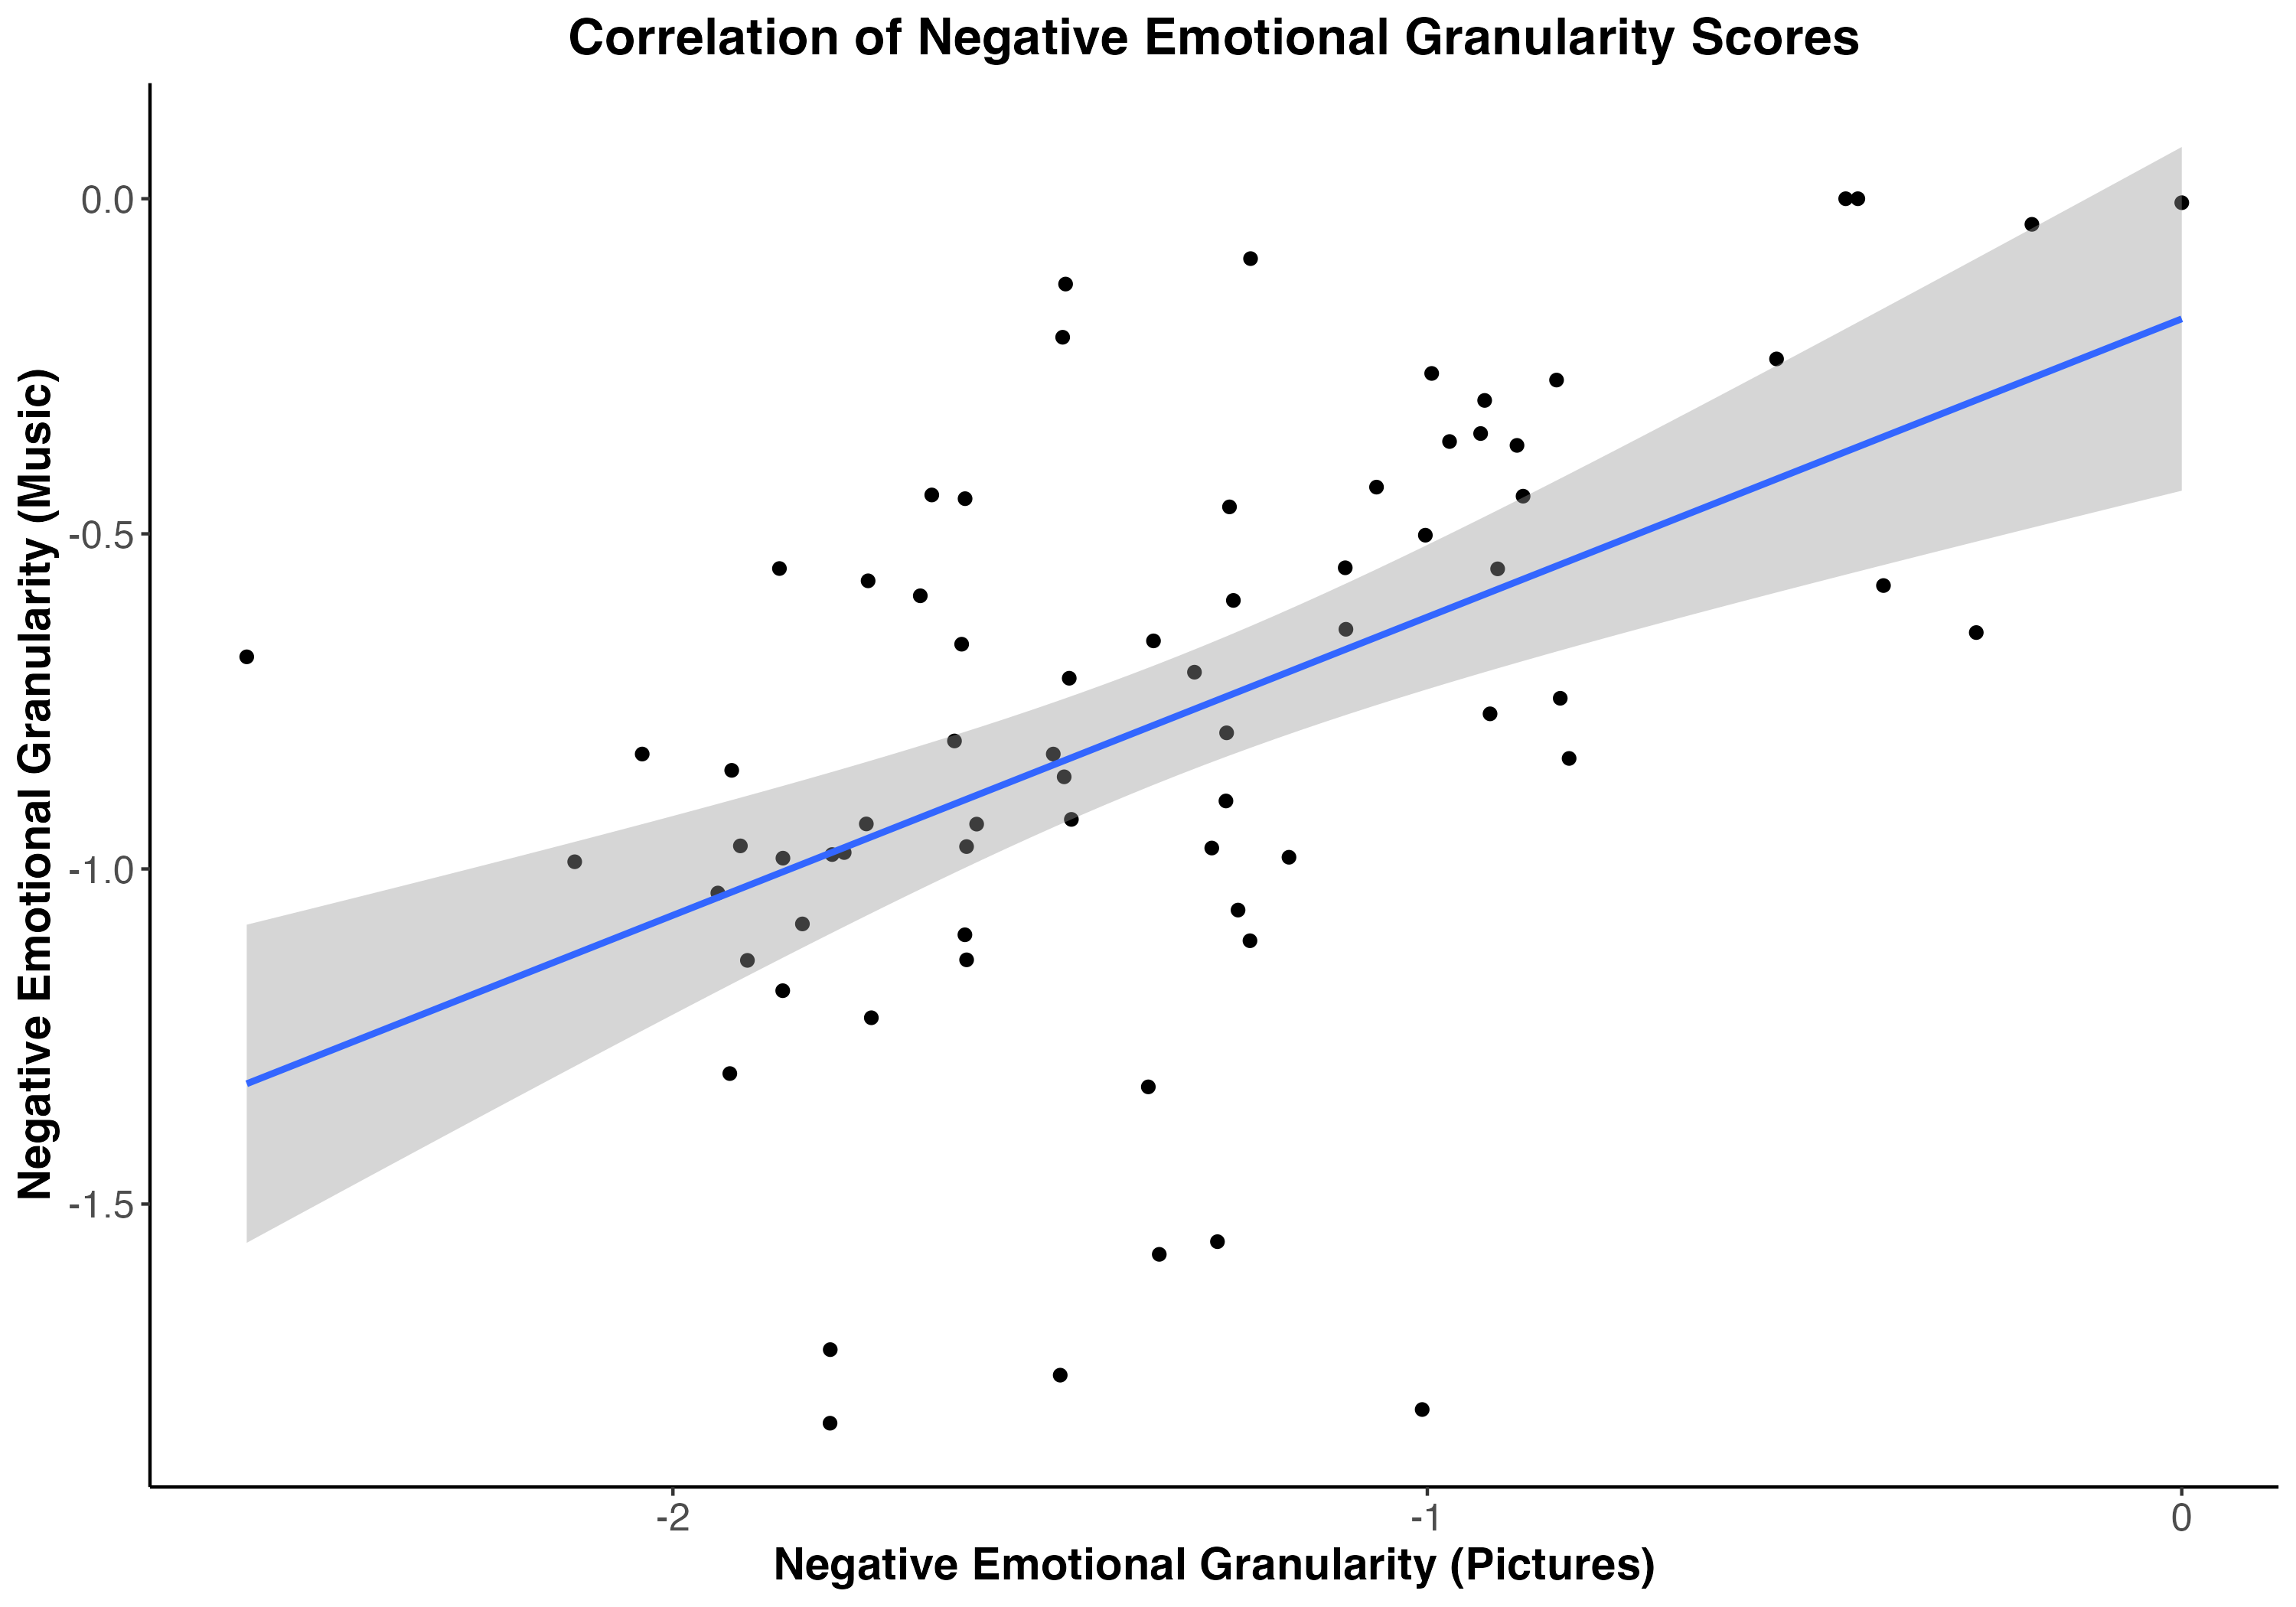 Correlation of Negative Emotional Granularity Scores
Negative Emotional Granularity (Music)
0.0
-0.5
-1.0
-1.5
-2
-1
0
Negative Emotional Granularity (Pictures)